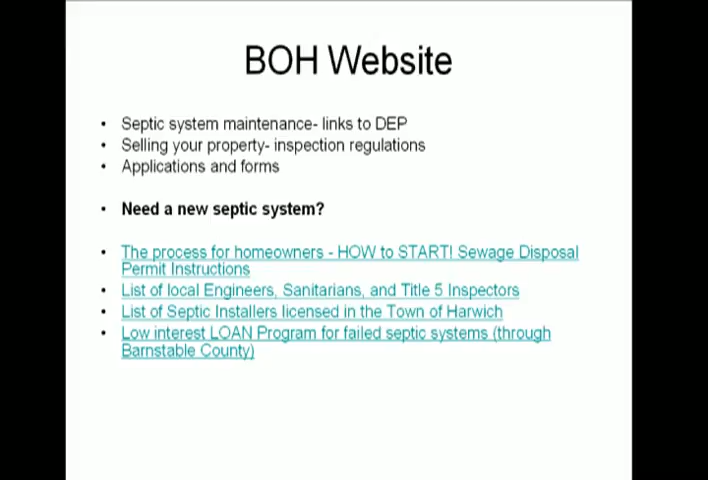 BOH Website
• Septic system maintenance- links to DEP
• Selling your property- inspection regulations
• Applications and forms
• Need a new septic system?
• The process for homeowners - HOW to START! Sewage Disposal
Permit Instructions
• List of local Engineers, Sanitarians, and Title 5 Inspectors
• List of Septic Installers licensed in the Town of Harwich
• Low interest LOAN Program for failed septic systems (through
Barnstable County)